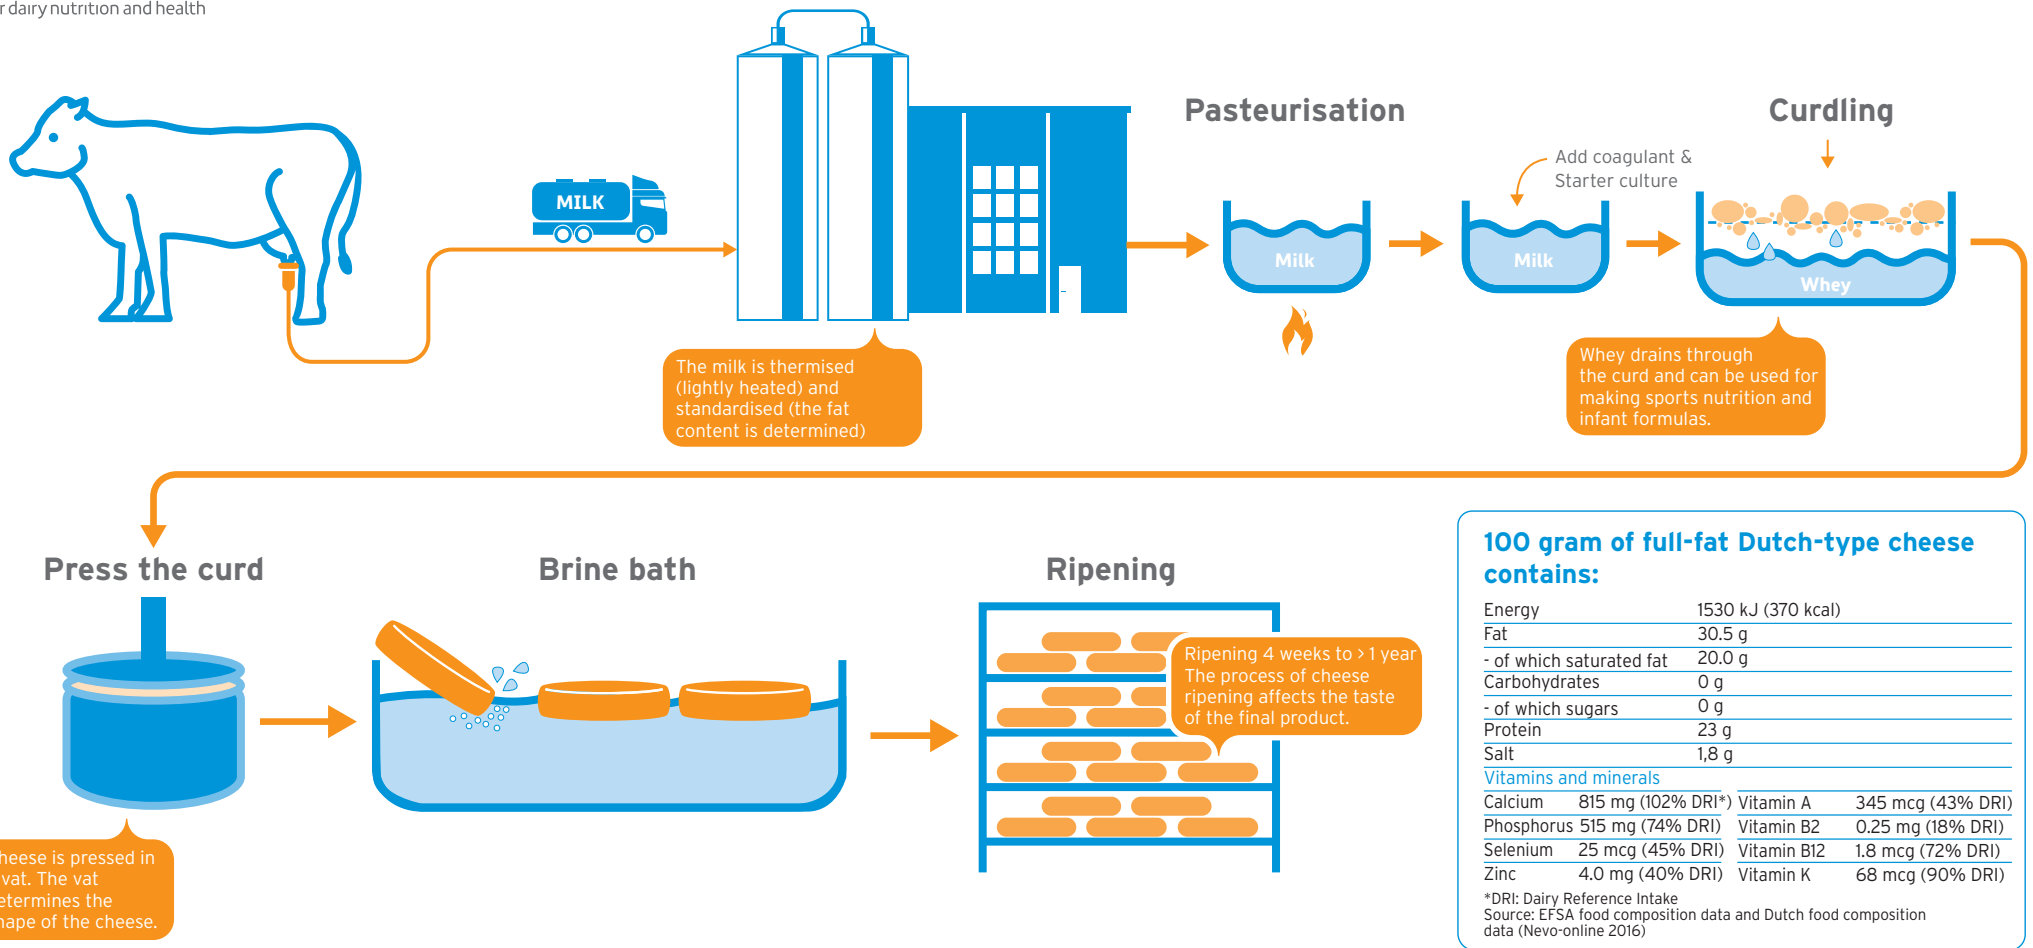 dairy nutrition and health
MILK
Pasteurisation
Curdling
Add coagulant &
Starter culture
Milk
Milk
Whey
The milk is thermised
(lightly heated) and
standardised (the fat
content is determined)
Whey drains through
the curd and can be used for
making sports nutrition and
infant formulas.
Press the curd
Brine bath
Ripening
Ripening 4 weeks to > 1 year
The process of cheese
ripening affects the taste
of the final product.
heese is pressed in
vat. The vat
etermines the
hape of the cheese.
100 gram of full-fat Dutch-type cheese
contains:
Energy 1530 kJ (370 kcal)
Fat 30.5 g
- of which saturated fat 20.0 g
Carbohydrates 0 g
- of which sugars 0 g
Protein 23 g
Salt 1,8 g
Vitamins and minerals
Calcium 815 mg (102% DRI*) Vitamin A 345 mcg (43% DRI)
Phosphorus 515 mg (74% DRI) Vitamin B2 0.25 mg (18% DRI)
Selenium 25 mcg (45% DRI) Vitamin B12 1.8 mcg (72% DRI)
Zinc 4.0 mg (40% DRI) Vitamin K 68 mcg (90% DRI)
*DRI: Dairy Reference Intake
Source: EFSA food composition data and Dutch food composition
data (Nevo-online 2016)